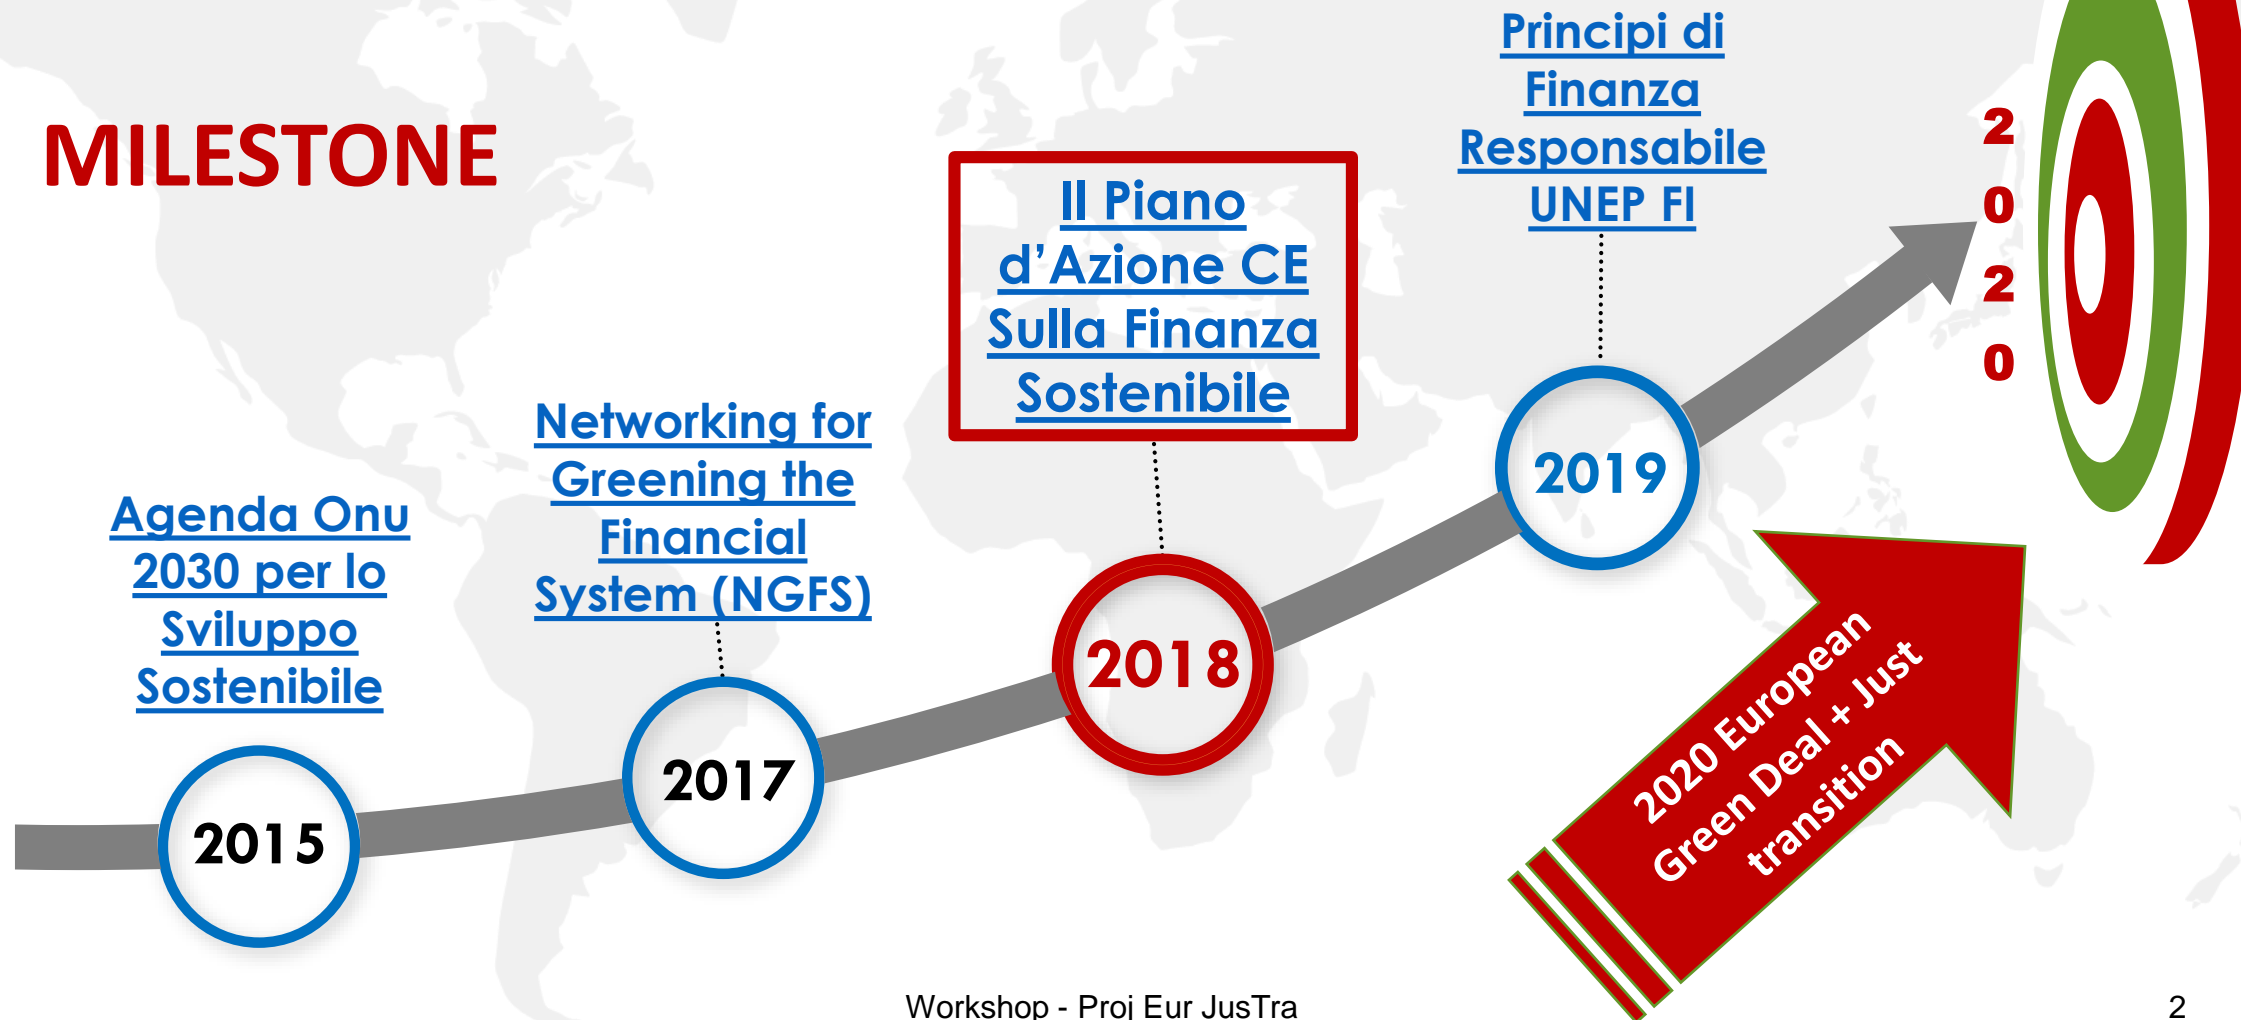 MILESTONE
Agenda Onu
2030 per lo
Sviluppo
Sostenibile
2015
Networking for
Greening the
Financial
System (NGFS)
2017
Il Piano
d’Azione CE
Sulla Finanza
Sostenibile
2018
Principi di
Finanza
Responsabile
UNEP FI
2019
2
0
2
0
2020 European
Green Deal + Just
transition
Workshop - Proj Eur JusTra
2